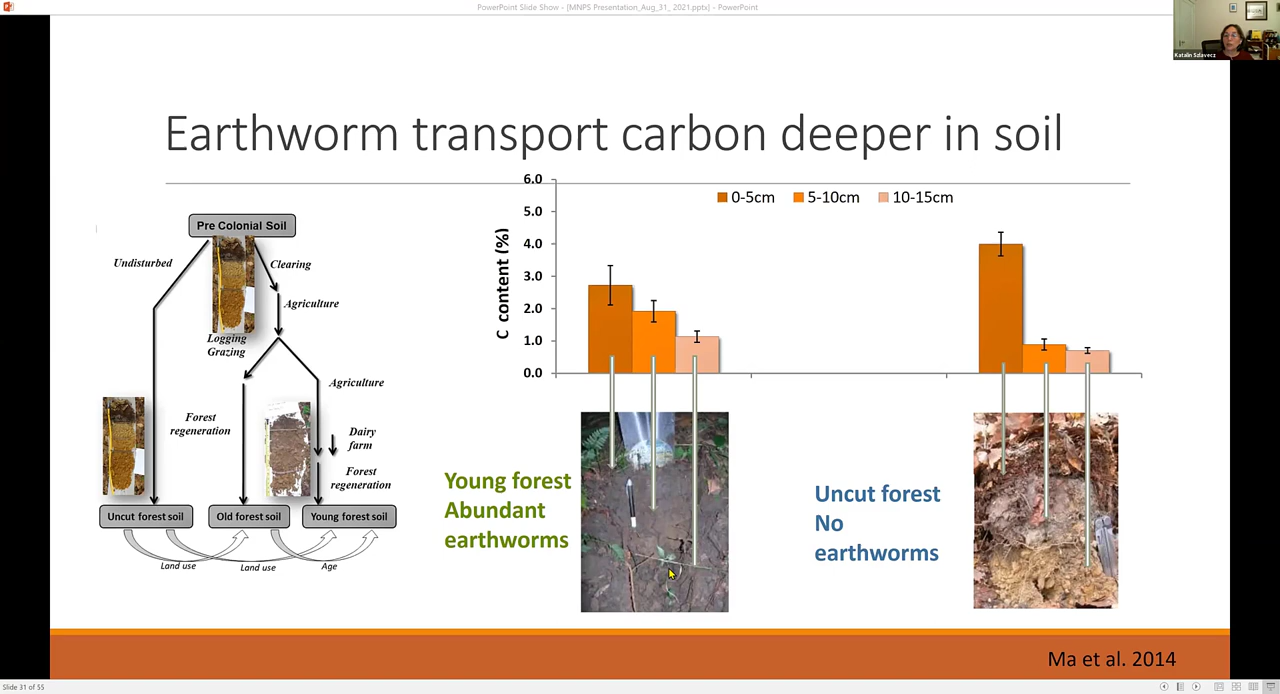 PowerPoint Slide Show - [MNPS Presentation_Aug_31, 2021.pptx] - PowerPoint
Katalin Szlavecz
Earthworm transport carbon deeper in soil
Pre Colonial Soil
Undisturbed
Clearing
Agriculture
Logging
Grazing
Agriculture
Forest
regeneration
Dairy
farm
Forest
regeneration
Uncut forest soil
Old forest soil
Young forest soil
Land use
Land use
Age
C content (%)
6.0
5.0
4.0
3.0
2.0
1.0
0.0
0-5cm
5-10cm
10-15cm
Young forest
Abundant
earthworms
Uncut forest
No
earthworms
Ma et al. 2014
Slide 31 of 55